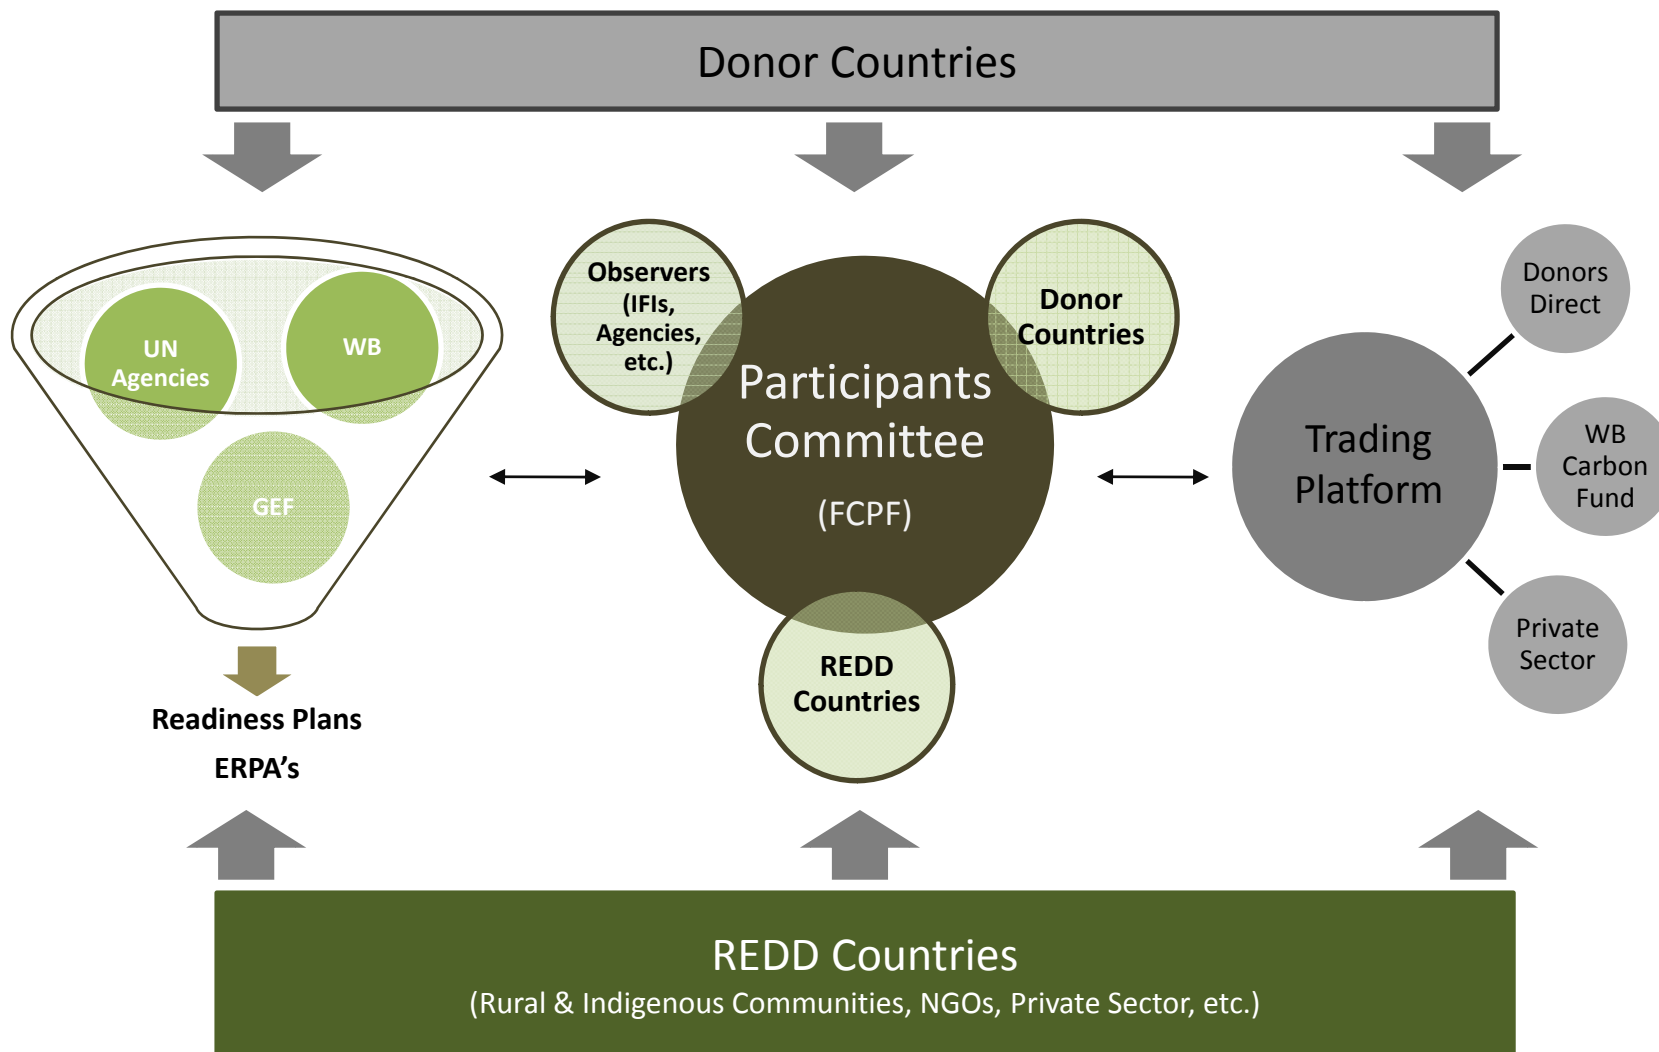 Donor Countries
UN
Agencies
WB
GEF
Readiness Plans
ERPA’s
Observers
(IFIs,
Agencies,
etc.)
Donor
Countries
Participants
Committee
(FCPF)
REDD
Countries
Trading
Platform
Donors
Direct
WB
Carbon
Fund
Private
Sector
REDD Countries
(Rural & Indigenous Communities, NGOs, Private Sector, etc.)